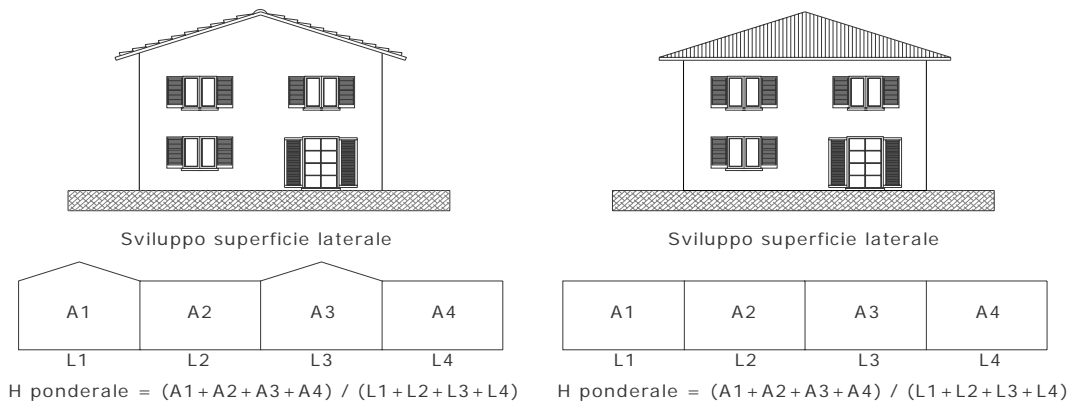 Sviluppo superficie laterale
A1 A2 A3 A4
L1 L2 L3 L4
H ponderale = (A1+A2+A3+A4) / (L1+L2+L3+L4)
Sviluppo superficie laterale
A1 A2 A3 A4
L1 L2 L3 L4
H ponderale = (A1+A2+A3+A4) / (L1+L2+L3+L4)